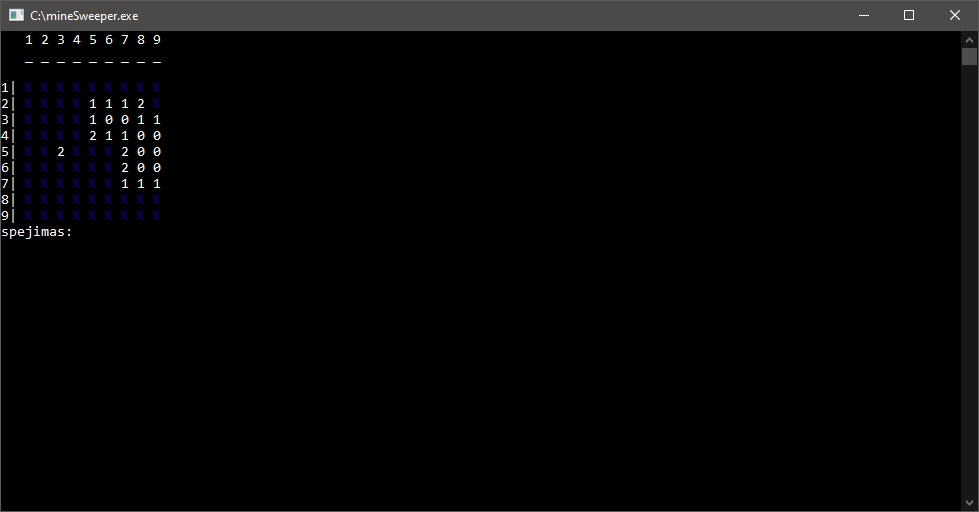 C:\mineSweeper.exe
1 2 3 4 5 6 7 8 9
_ _ _ _ _ _ _ _ _
1| X X X X X X X X X
2| X X X X 1 1 1 2 X
3| X X X X 1 0 0 1 1
4| X X X X 2 1 1 0 0
5| X X 2 X X X 2 0 0
6| X X X X X X 2 0 0
7| X X X X X X 1 1 1
8| X X X X X X X X X
9| X X X X X X X X X
spejimas: